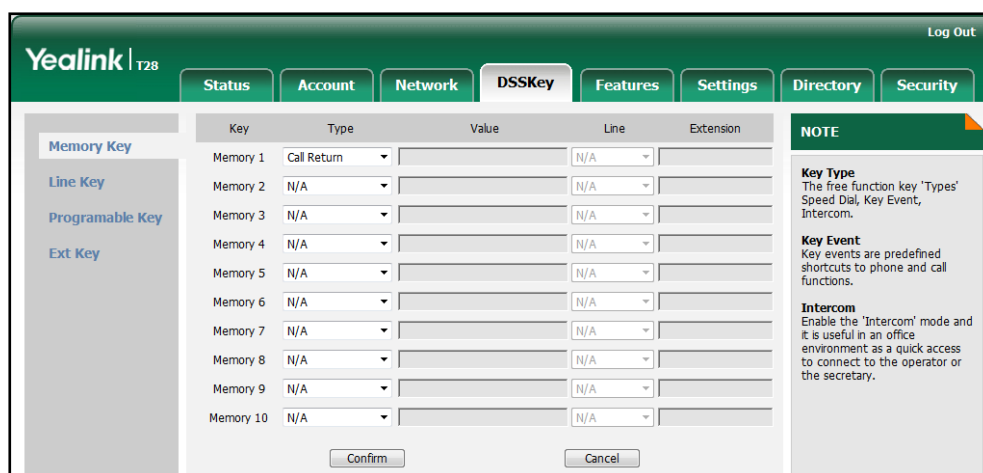 Log Out
Yealink T28
Status Account Network DSSKey Features Settings Directory Security
Memory Key
Line Key
Programable Key
Ext Key
Key Type Value Line Extension
Memory 1 Call Return N/A
Memory 2 N/A N/A
Memory 3 N/A N/A
Memory 4 N/A N/A
Memory 5 N/A N/A
Memory 6 N/A N/A
Memory 7 N/A N/A
Memory 8 N/A N/A
Memory 9 N/A N/A
Memory 10 N/A N/A
Confirm Cancel
NOTE
Key Type
The free function key 'Types'
Speed Dial, Key Event,
Intercom.
Key Event
Key events are predefined
shortcuts to phone and call
functions.
Intercom
Enable the 'Intercom' mode and
it is useful in an office
environment as a quick access
to connect to the operator or
the secretary.